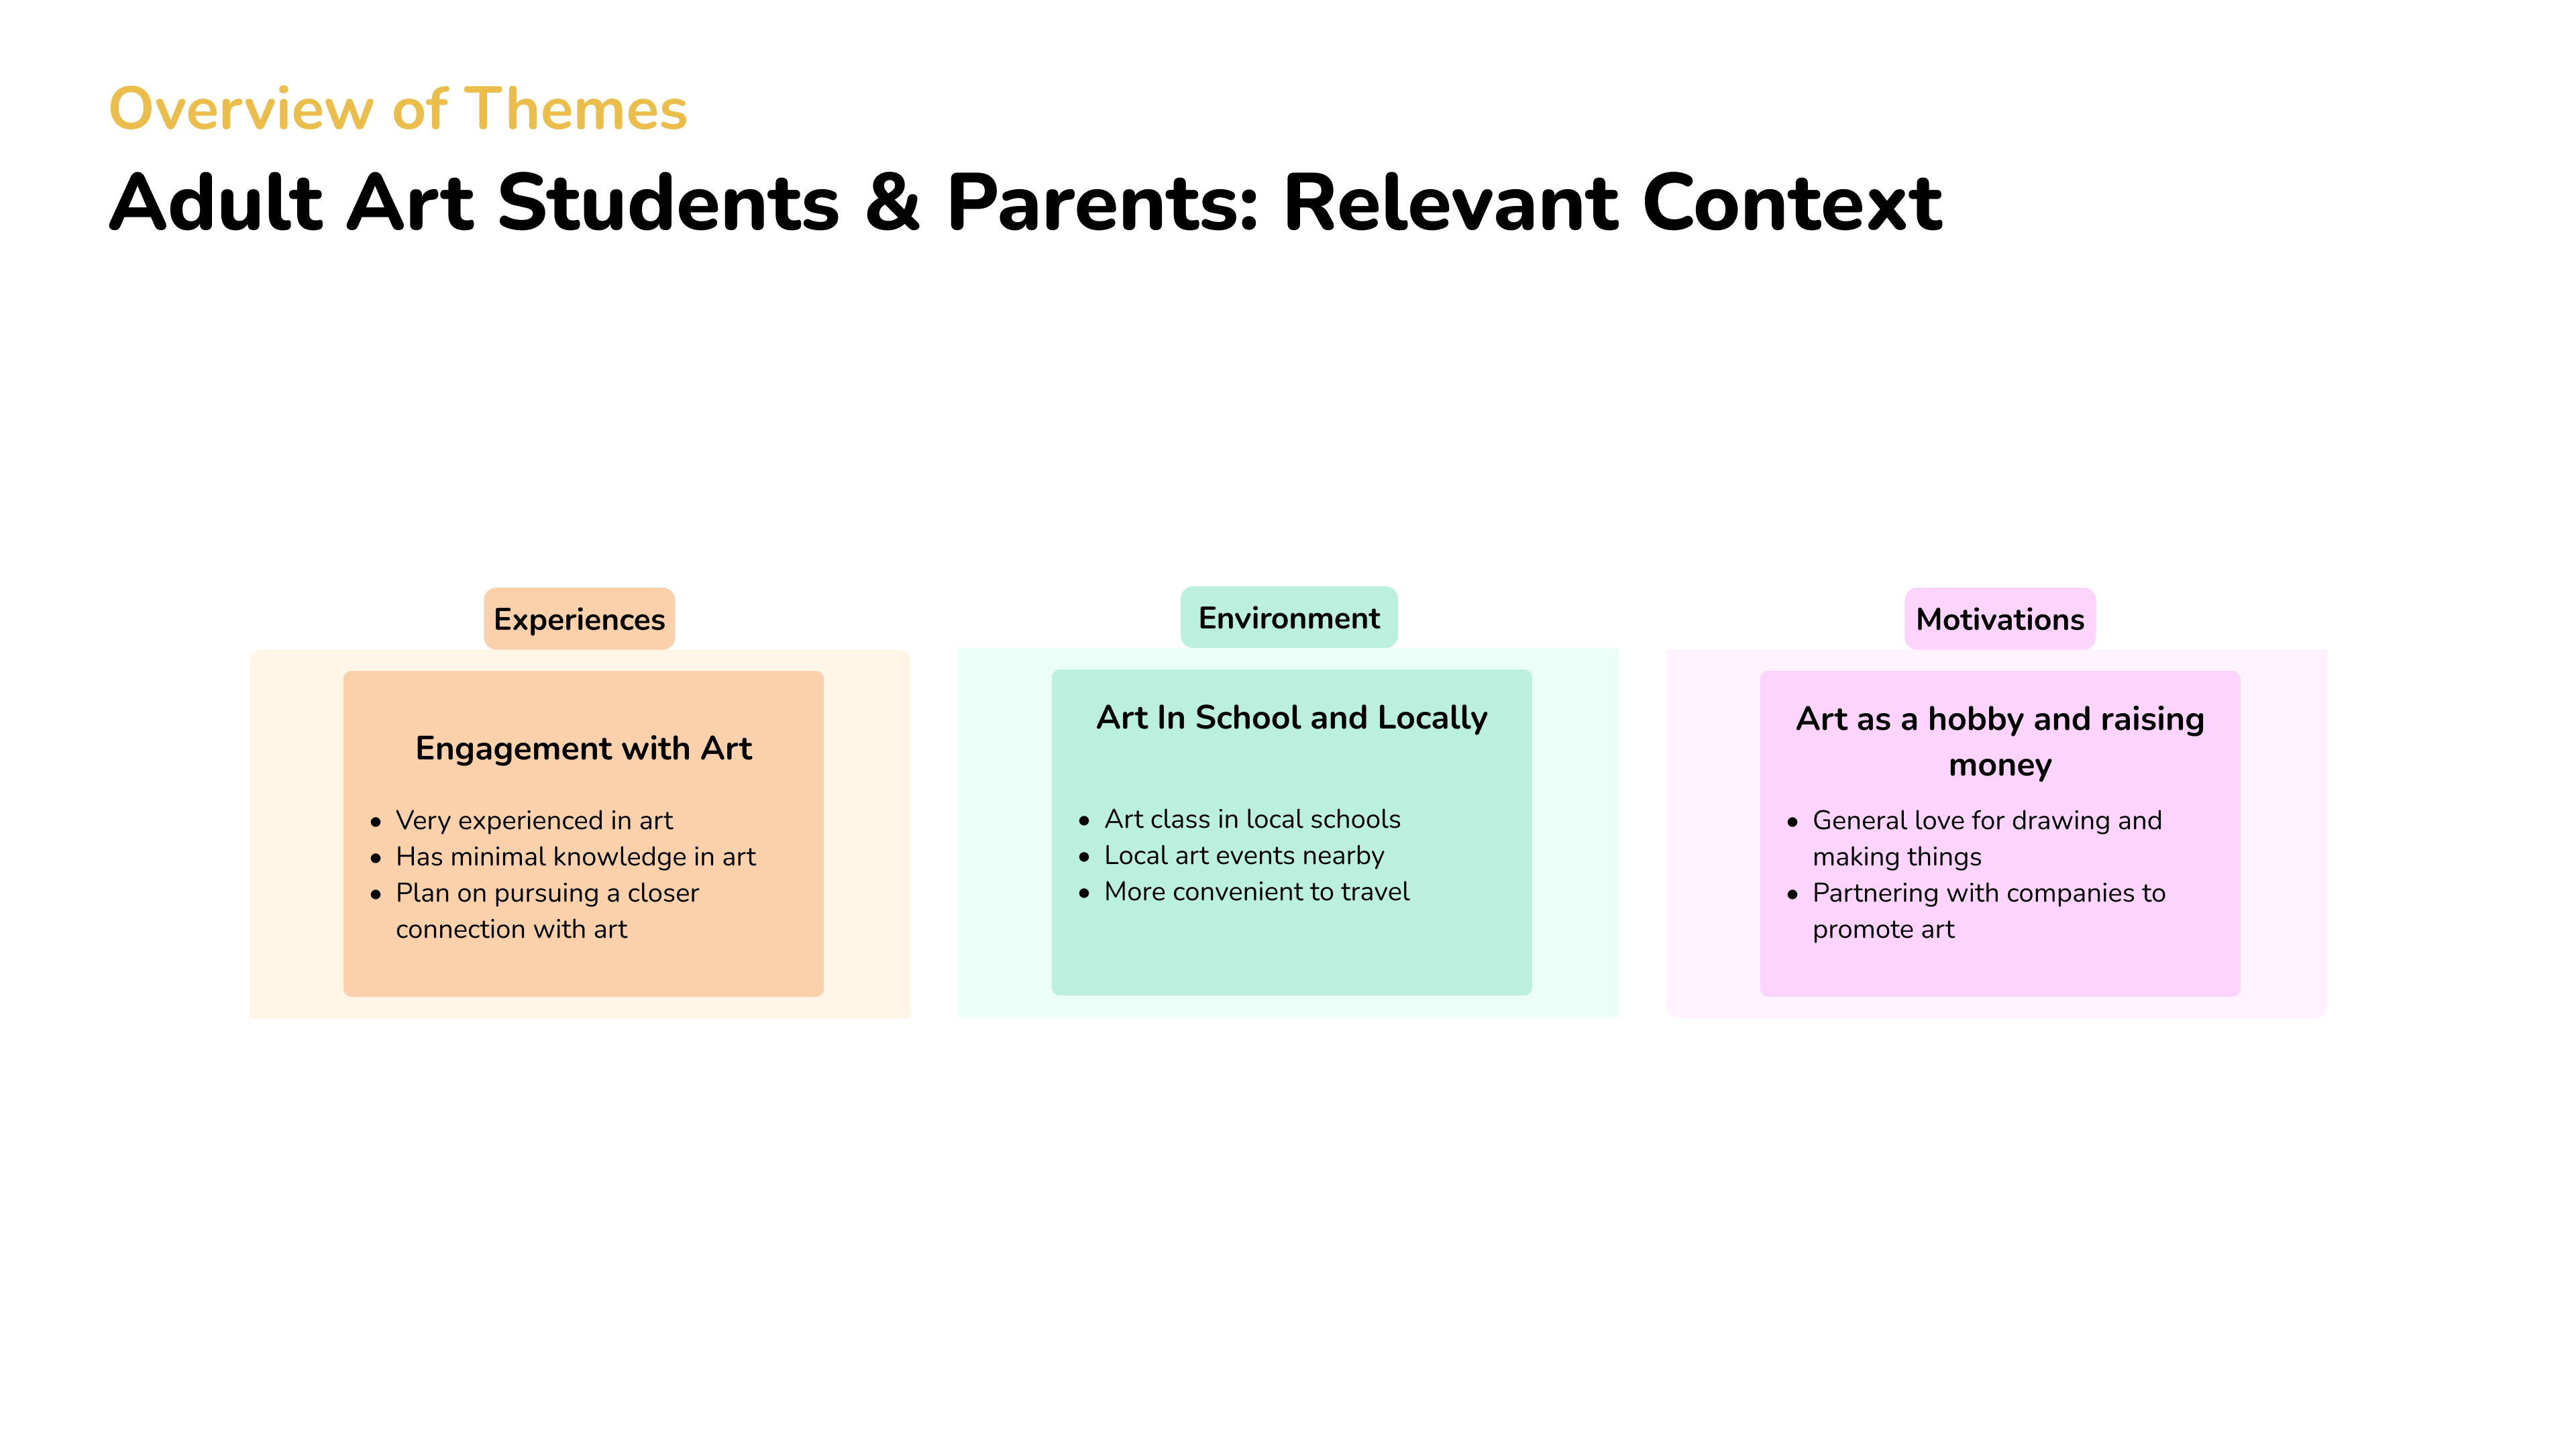 Overview of Themes
Adult Art Students & Parents: Relevant Context
Experiences
Engagement with Art
• Very experienced in art
• Has minimal knowledge in art
• Plan on pursuing a closer
connection with art
Environment
Art In School and Locally
• Art class in local schools
• Local art events nearby
• More convenient to travel
Motivations
Art as a hobby and raising
money
• General love for drawing and
making things
• Partnering with companies to
promote art